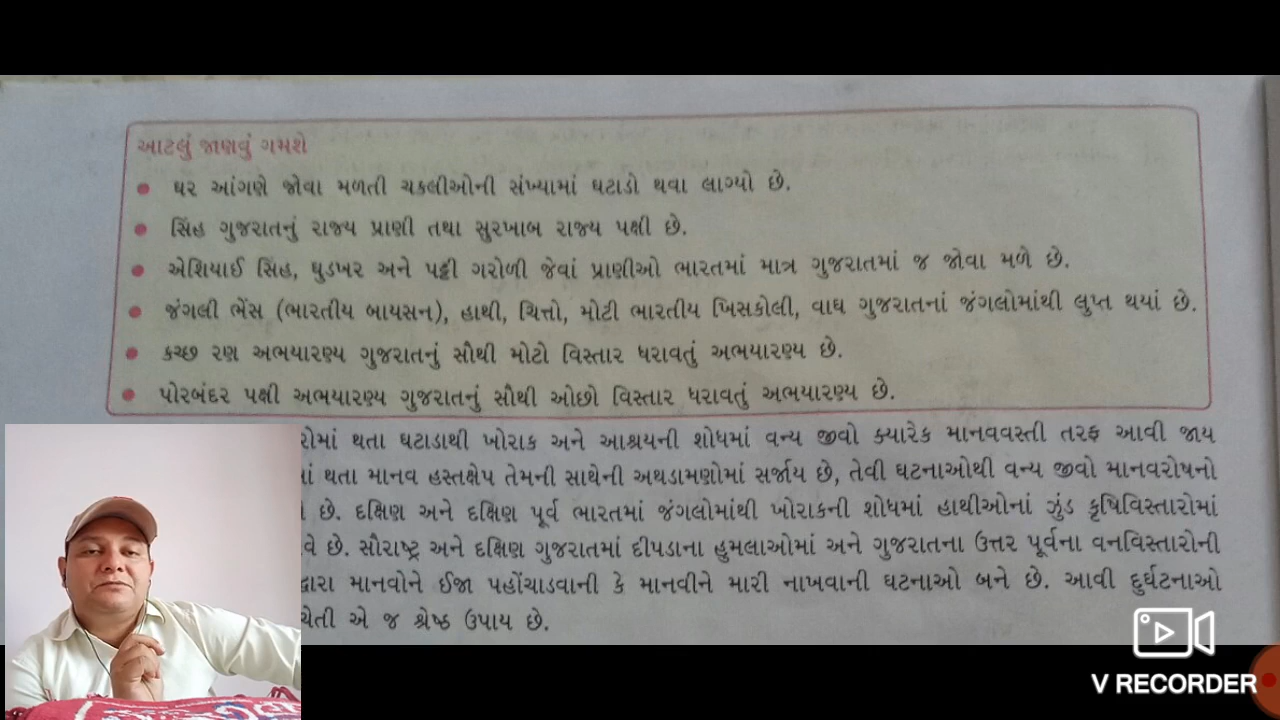 આટલું જાણવું ગમશે
• ઘર આંગણે જોવા મળતી ચકલીઓની સંખ્યામાં ઘટાડો થવા લાગ્યો છે.
• સિંહ ગુજરાતનું રાજ્ય પ્રાણી તથા સુરખાબ રાજ્ય પક્ષી છે.
• એશિયાઈ સિંહ, ઘુડખર અને પટ્ટી ગરોળી જેવાં પ્રાણીઓ ભારતમાં માત્ર ગુજરાતમાં જ જોવા મળે છે.
• જંગલી ભેંસ (ભારતીય બાયસન), હાથી, ચિત્તો, મોટી ભારતીય ખિસકોલી, વાઘ ગુજરાતનાં જંગલોમાંથી લુપ્ત થયાં છે.
• કચ્છ રણ અભયારણ્ય ગુજરાતનું સૌથી મોટો વિસ્તાર ધરાવતું અભયારણ્ય છે.
• પોરબંદર પક્ષી અભયારણ્ય ગુજરાતનું સૌથી ઓછો વિસ્તાર ધરાવતું અભયારણ્ય છે.
થતા ઘટાડાથી ખોરાક અને આશ્રયની શોધમાં વન્ય જીવો ક્યારેક માનવવસ્તી તરફ આવી જાય
થતા માનવ હસ્તક્ષેપ તેમની સાથેની અથડામણોમાં સર્જાય છે, તેવી ઘટનાઓથી વન્ય જીવો માનવરોષનો
છે. દક્ષિણ અને દક્ષિણ પૂર્વ ભારતમાં જંગલોમાંથી ખોરાકની શોધમાં હાથીઓનાં ઝુંડ કૃષિવિસ્તારોમાં
છે. સૌરાષ્ટ્ર અને દક્ષિણ ગુજરાતમાં દીપડાના હુમલાઓમાં અને ગુજરાતના ઉત્તર પૂર્વના વનવિસ્તારોની
દ્વારા માનવોને ઈજા પહોંચાડવાની કે માનવીને મારી નાખવાની ઘટનાઓ બને છે. આવી દુર્ઘટનાઓ
એ જ શ્રેષ્ઠ ઉપાય છે.
V RECORDER